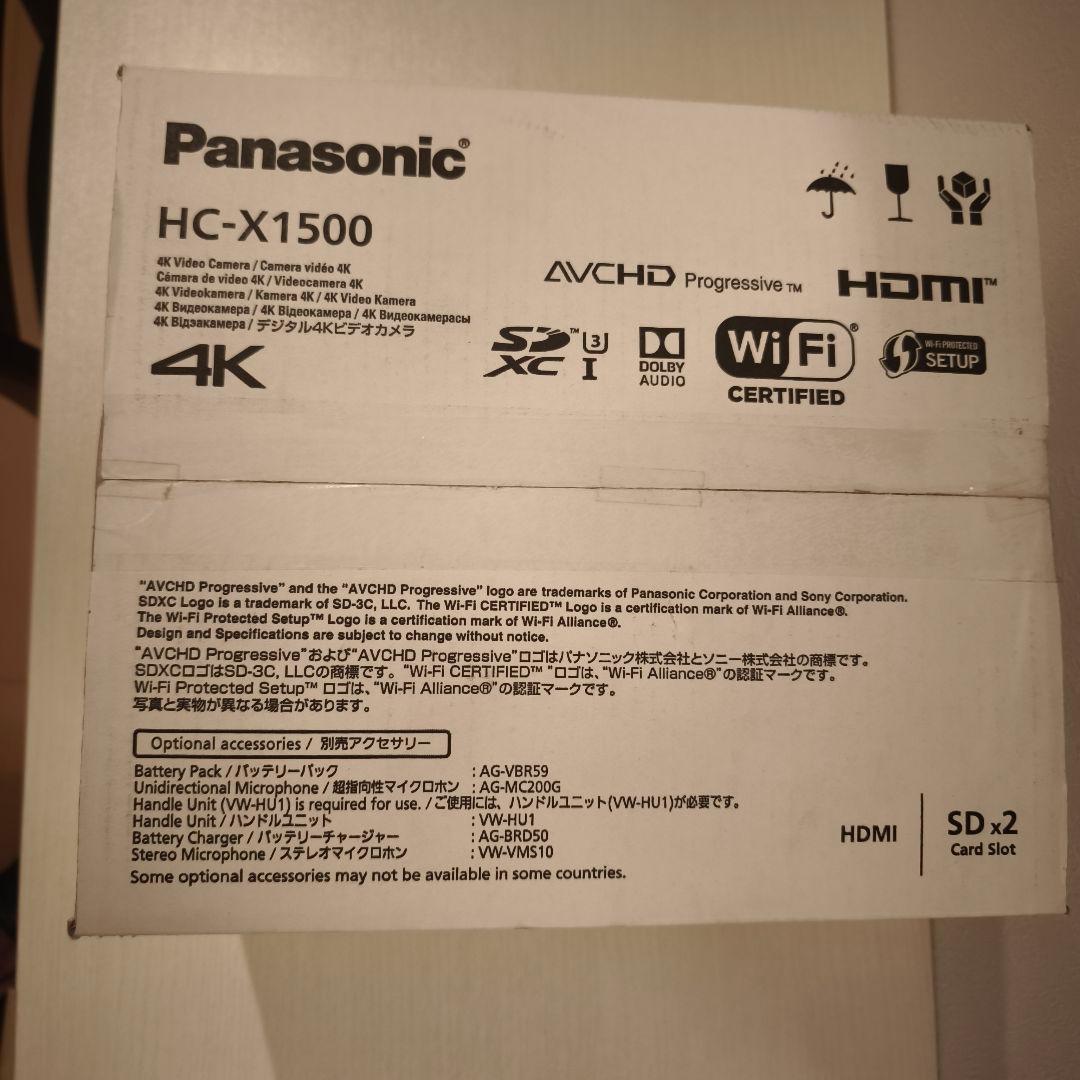 Panasonic®
HC-X1500
4K Video Camera / Camera vidéo 4K
Cámara de video 4K / Videocamera 4K
4K Videokamera / Kamera 4K / 4K Video Kamera
4K Видеокамера / 4K Відеокамера / 4K Видеокамерасы
4K Відэакамера / デジタル4Kビデオカメラ
4K
AVCHD Progressive™
HDMI™
SD XC™ I 3
DOLBY AUDIO
Wi Fi® CERTIFIED
Wi-Fi PROTECTED SETUP
"AVCHD Progressive" and the "AVCHD Progressive" logo are trademarks of Panasonic Corporation and Sony Corporation.
SDXC Logo is a trademark of SD-3C, LLC. The Wi-Fi CERTIFIED™ Logo is a certification mark of Wi-Fi Alliance®.
The Wi-Fi Protected Setup™ Logo is a certification mark of Wi-Fi Alliance®.
Design and Specifications are subject to change without notice.
"AVCHD Progressive"および"AVCHD Progressive"ロゴはパナソニック株式会社とソニー株式会社の商標です。
SDXCロゴはSD-3C, LLCの商標です。"Wi-Fi CERTIFIED™ "ロゴは、"Wi-Fi Alliance®"の認証マークです。
Wi-Fi Protected Setup™ ロゴは、"Wi-Fi Alliance®"の認証マークです。
写真と実物が異なる場合があります。
Optional accessories / 別売アクセサリー
Battery Pack / バッテリーパック : AG-VBR59
Unidirectional Microphone / 超指向性マイクロホン : AG-MC200G
Handle Unit (VW-HU1) is required for use. / ご使用には、ハンドルユニット(VW-HU1)が必要です。
Handle Unit / ハンドルユニット : VW-HU1
Battery Charger / バッテリーチャージャー : AG-BRD50
Stereo Microphone / ステレオマイクロホン : VW-VMS10
Some optional accessories may not be available in some countries.
HDMI
SD x2
Card Slot